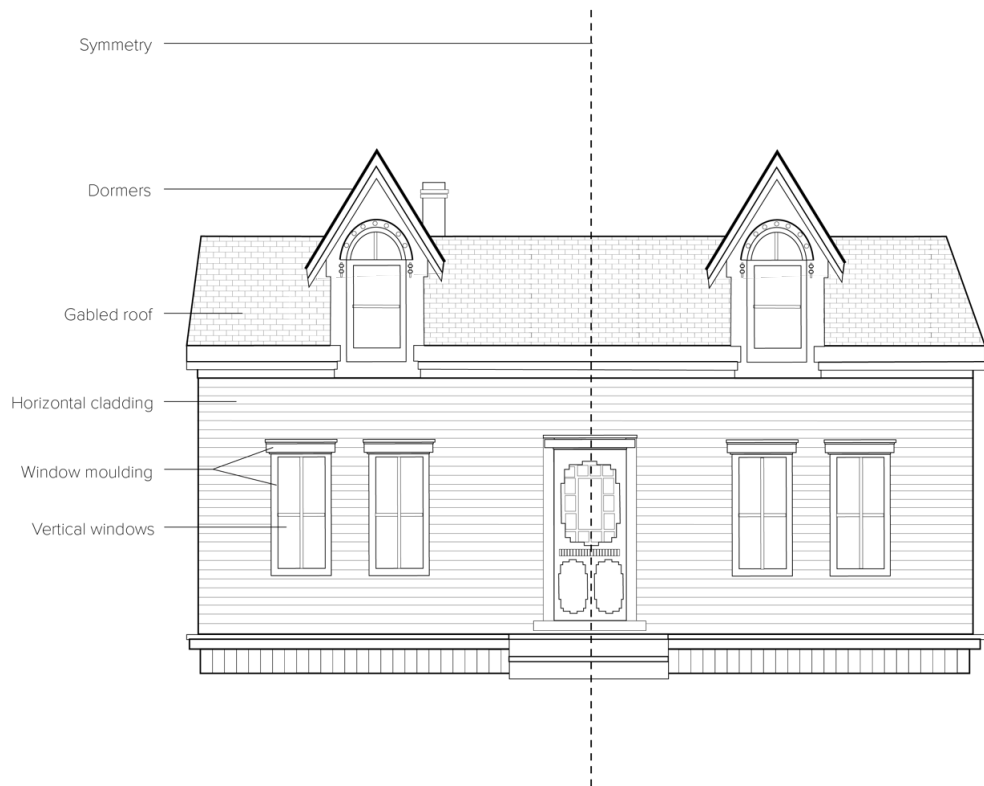 Symmetry
Dormers
Gabled roof
Horizontal cladding
Window moulding
Vertical windows